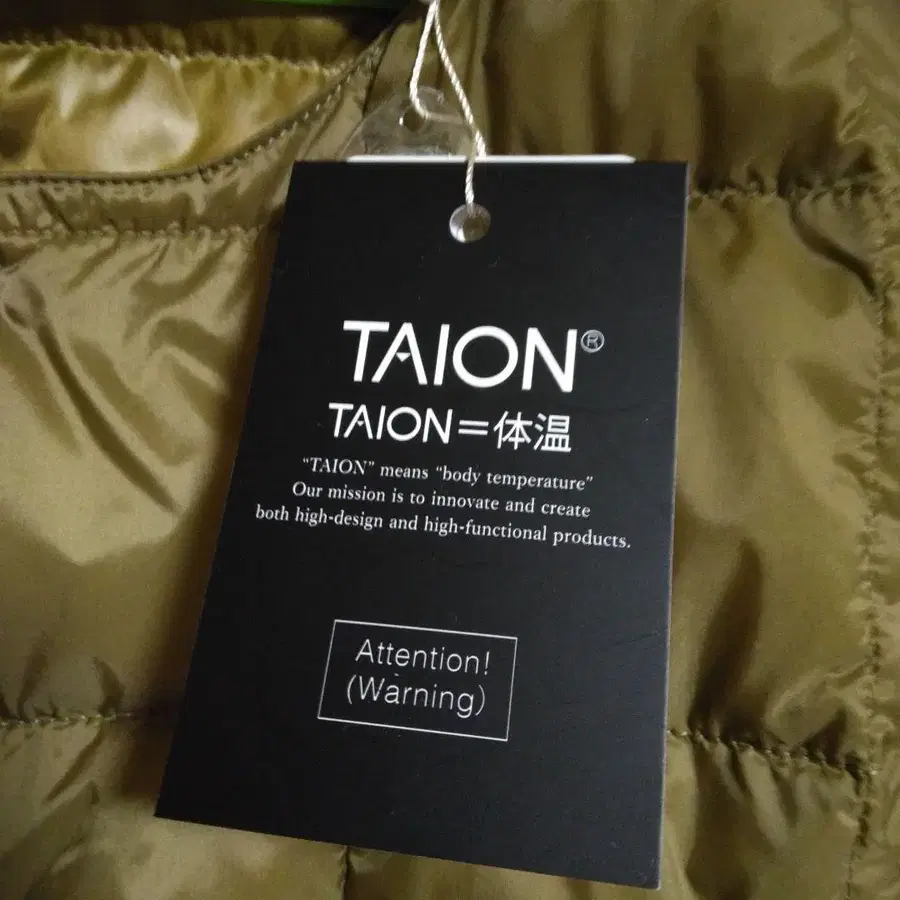 TAION®
TAION=体温
"TAION" means "body temperature"
Our mission is to innovate and create
both high-design and high-functional products.
Attention!
(Warning)